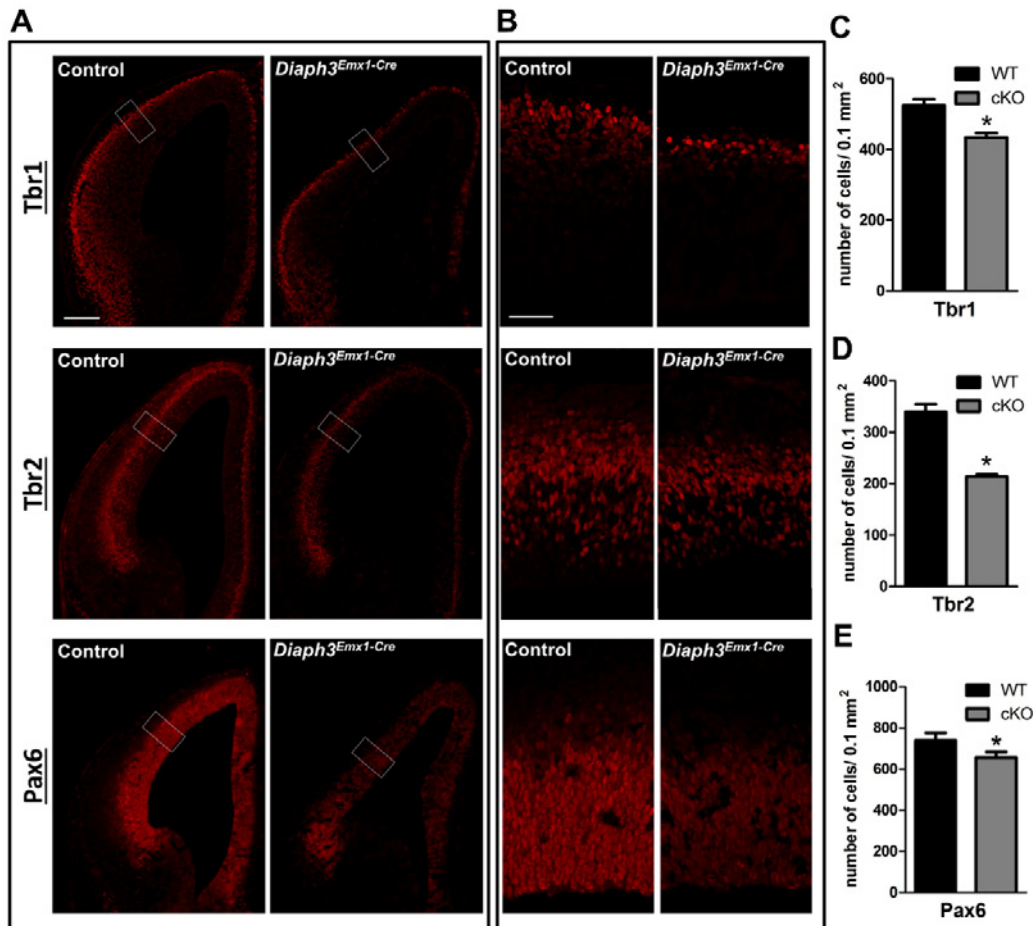 A
B
C
Control
Diaph3Emx1-Cre
Control
Diaph3Emx1-Cre
Tbr1
number of cells/ 0.1 mm2
600
400
200
0
WT
cKO
*
Tbr1
Control
Diaph3Emx1-Cre
Control
Diaph3Emx1-Cre
Tbr2
D
number of cells/ 0.1 mm2
400
300
200
100
0
WT
cKO
*
Tbr2
Control
Diaph3Emx1-Cre
Control
Diaph3Emx1-Cre
Pax6
E
number of cells/ 0.1 mm2
1000
800
600
400
200
0
WT
cKO
*
Pax6